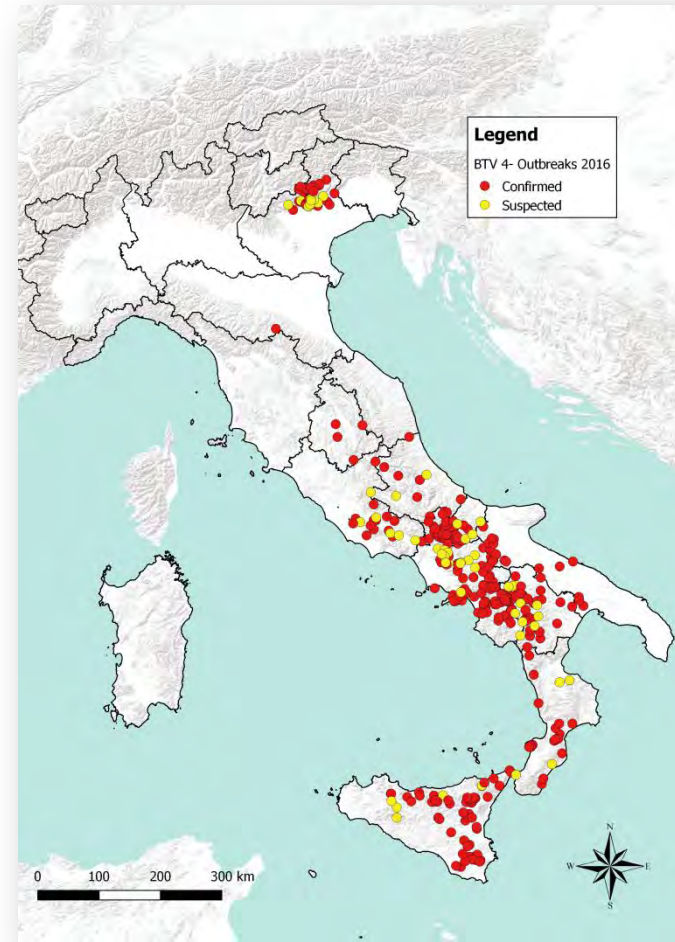 Legend
BTV 4- Outbreaks 2016
Confirmed
Suspected
N
W E
S
0 100 200 300 km